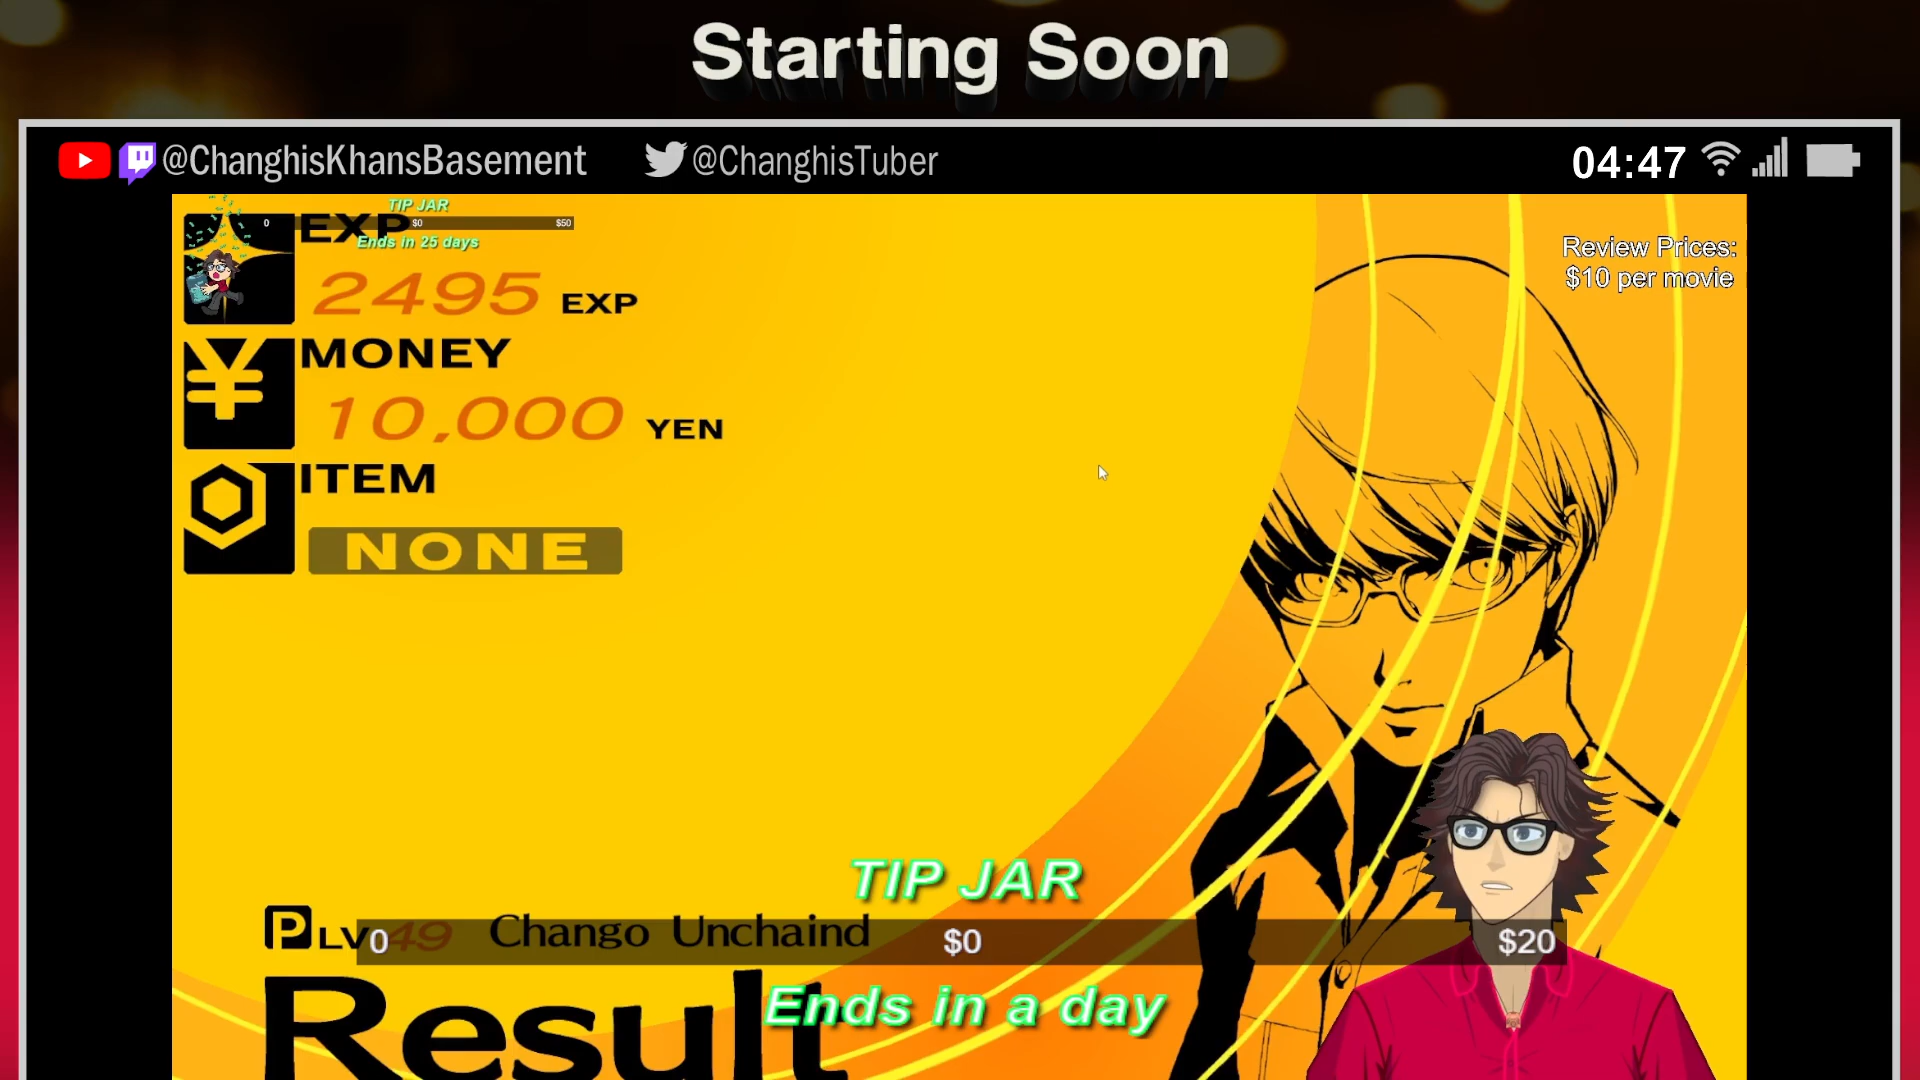 Starting Soon
@ChanghisKhansBasement @ChanghisTuber 04:47
TIP JAR
0 $0 $50
EXP
Ends in 25 days
2495 EXP
Review Prices:
$10 per movie
MONEY
10,000 YEN
ITEM
NONE
TIP JAR
P LV 49 Chango Unchaind
0 $0 $20
Ends in a day
Result